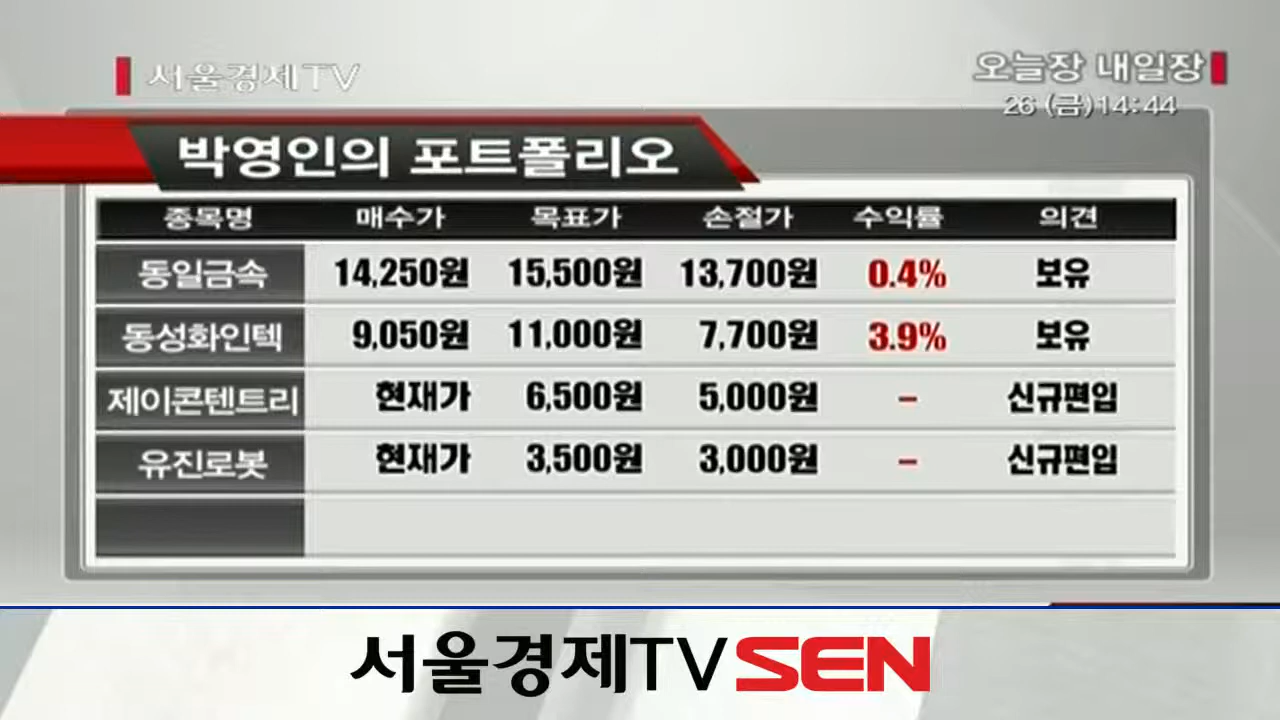 서울경제TV
오늘장 내일장
26 (금)14:44
박영인의 포트폴리오
종목명 매수가 목표가 손절가 수익률 의견
동일금속 14,250원 15,500원 13,700원 0.4% 보유
동성화인텍 9,050원 11,000원 7,700원 3.9% 보유
제이콘텐트리 현재가 6,500원 5,000원 - 신규편입
유진로봇 현재가 3,500원 3,000원 - 신규편입
서울경제TV SEN